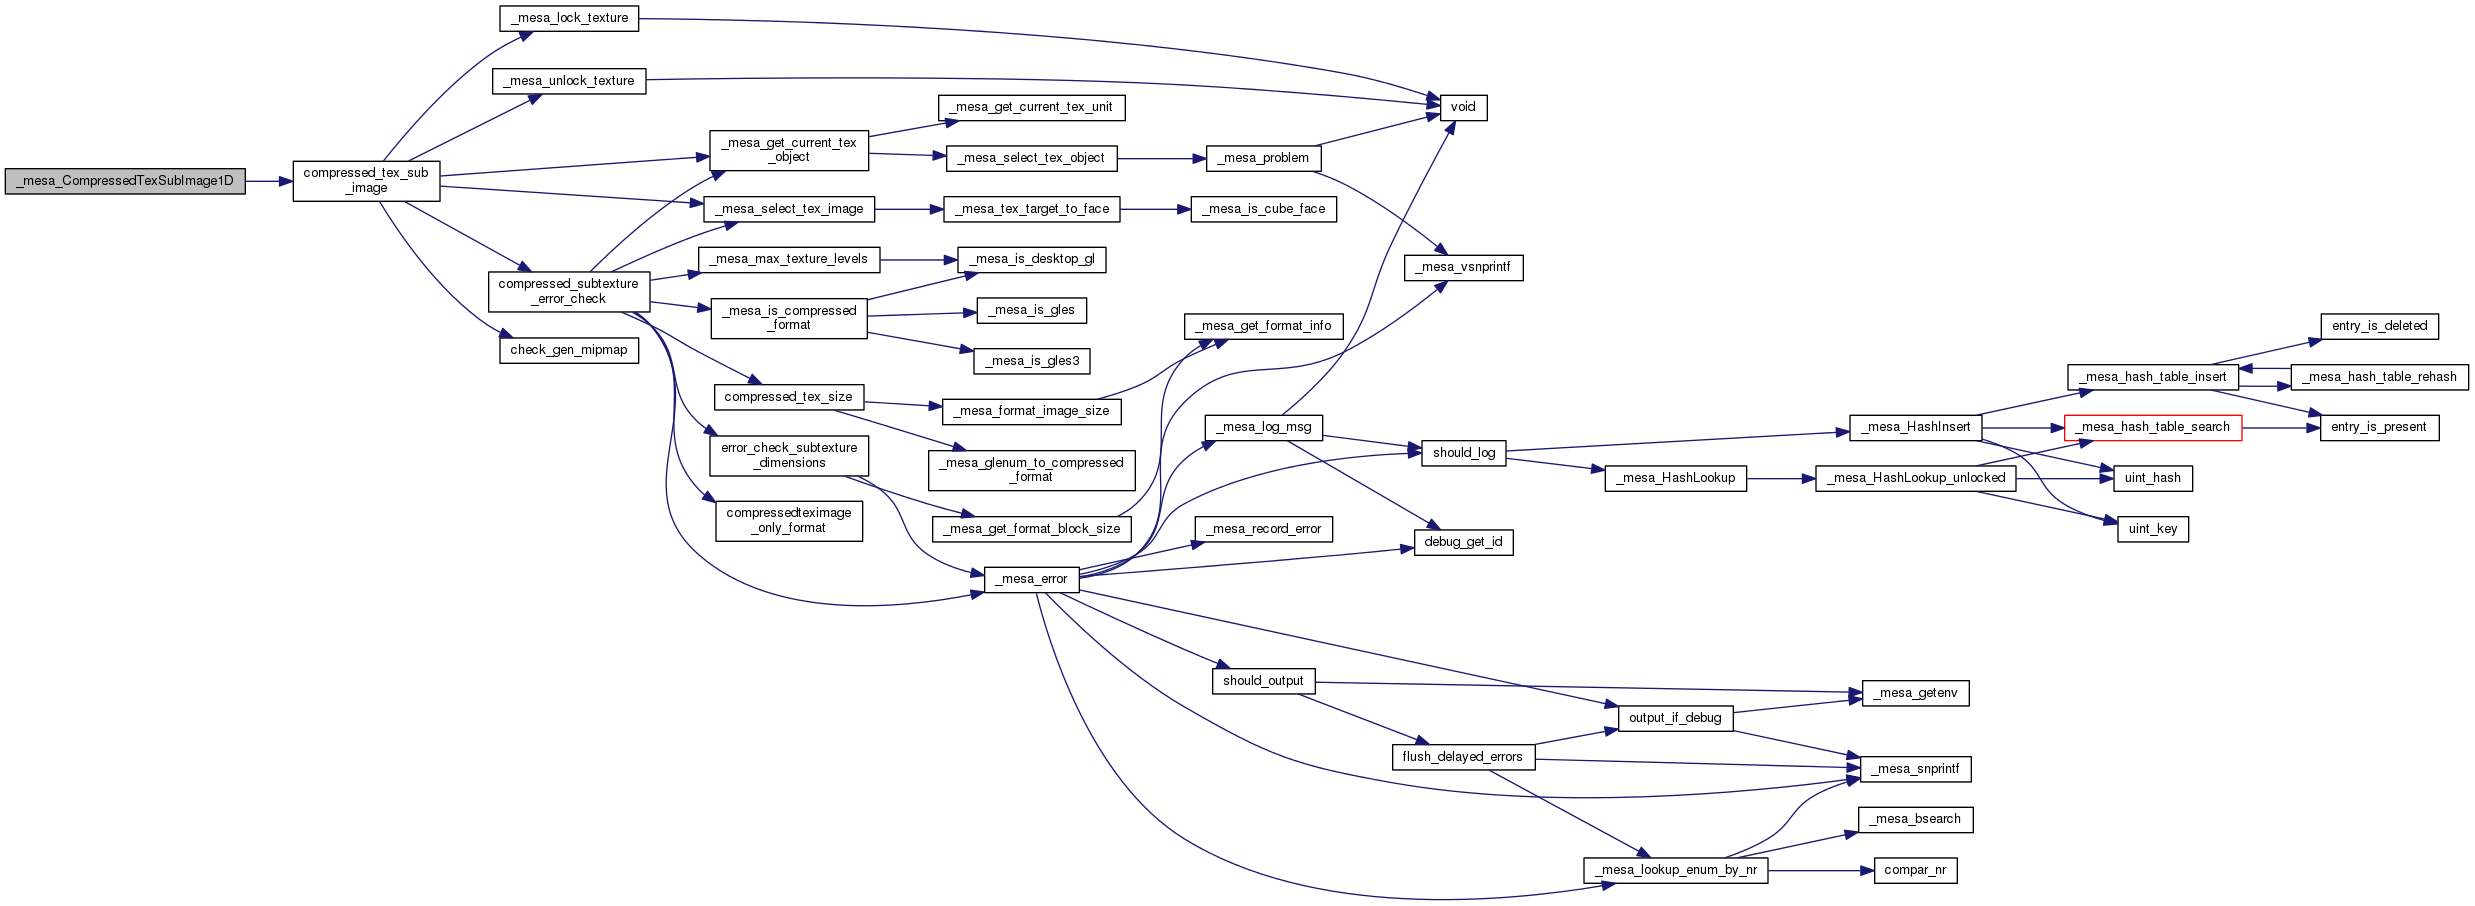 _mesa_CompressedTexSubImage1D
compressed_tex_sub
_image
_mesa_lock_texture
_mesa_unlock_texture
compressed_subtexture
_error_check
check_gen_mipmap
_mesa_get_current_tex
_object
_mesa_select_tex_image
_mesa_max_texture_levels
_mesa_is_compressed
_format
compressed_tex_size
error_check_subtexture
_dimensions
compressedteximage
_only_format
_mesa_get_current_tex_unit
_mesa_select_tex_object
_mesa_tex_target_to_face
_mesa_is_desktop_gl
_mesa_is_gles
_mesa_is_gles3
_mesa_format_image_size
_mesa_glenum_to_compressed
_format
_mesa_get_format_block_size
_mesa_error
_mesa_problem
_mesa_is_cube_face
_mesa_get_format_info
_mesa_log_msg
_mesa_record_error
should_output
void
_mesa_vsnprintf
should_log
debug_get_id
flush_delayed_errors
_mesa_HashLookup
output_if_debug
_mesa_lookup_enum_by_nr
_mesa_HashInsert
_mesa_HashLookup_unlocked
_mesa_getenv
_mesa_snprintf
_mesa_bsearch
compar_nr
_mesa_hash_table_insert
_mesa_hash_table_search
uint_hash
uint_key
entry_is_deleted
_mesa_hash_table_rehash
entry_is_present